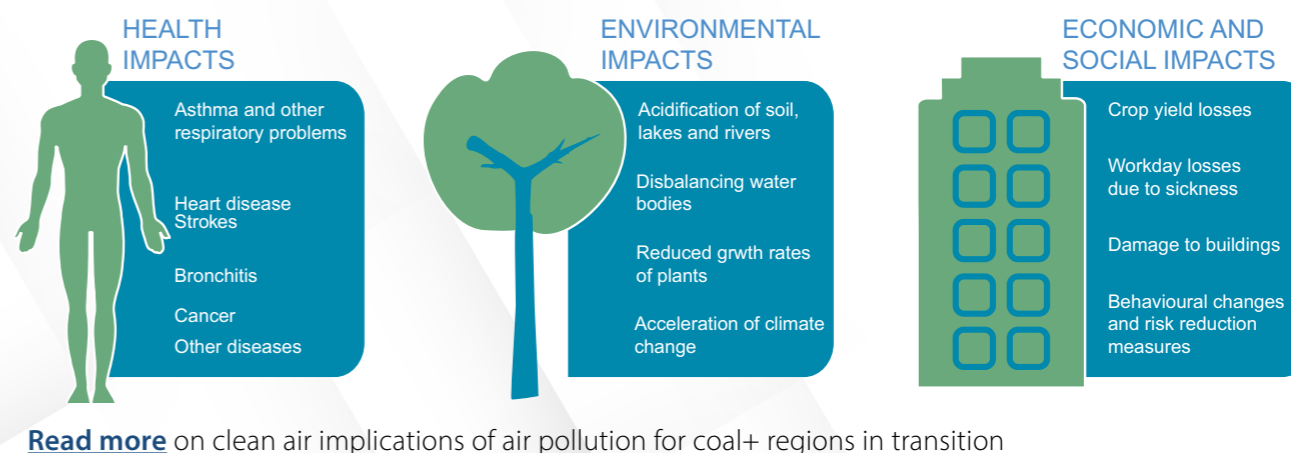 HEALTH
IMPACTS
Asthma and other
respiratory problems
Heart disease
Strokes
Bronchitis
Cancer
Other diseases
ENVIRONMENTAL
IMPACTS
Acidification of soil,
lakes and rivers
Disbalancing water
bodies
Reduced grwth rates
of plants
Acceleration of climate
change
ECONOMIC AND
SOCIAL IMPACTS
Crop yield losses
Workday losses
due to sickness
Damage to buildings
Behavioural changes
and risk reduction
measures
Read more on clean air implications of air pollution for coal+ regions in transition